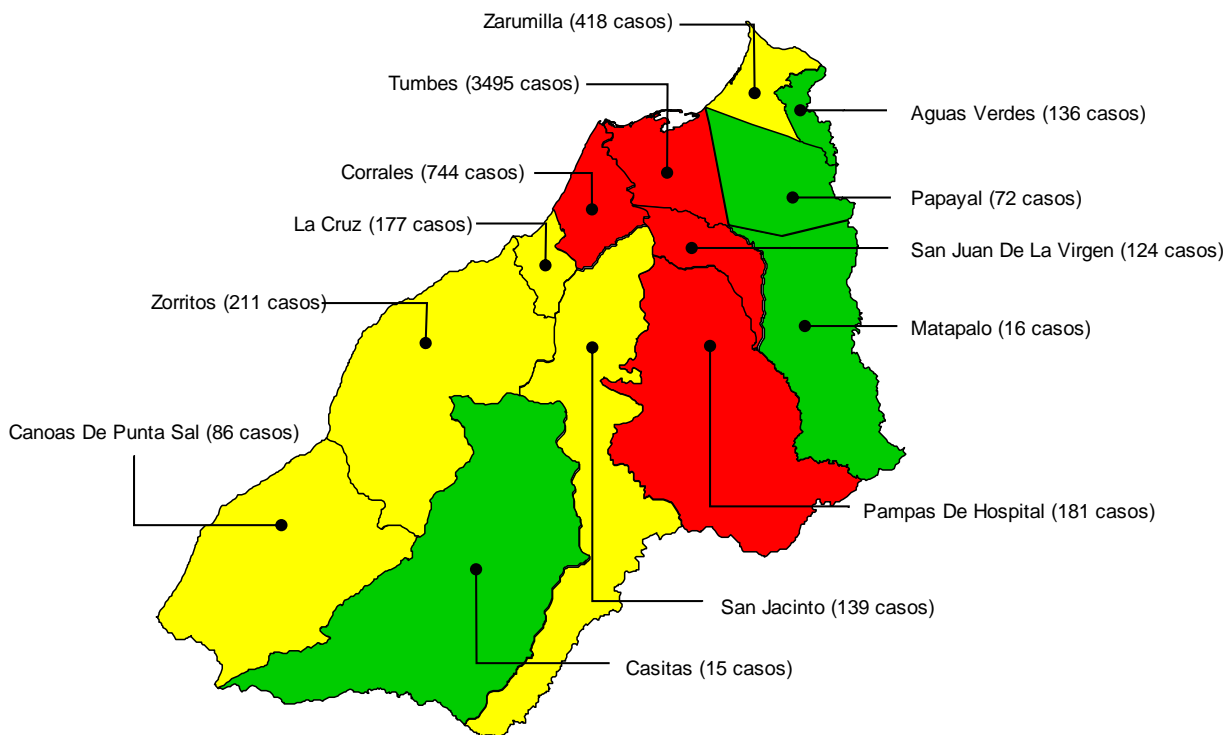 Zarumilla (418 casos)
Tumbes (3495 casos)
Aguas Verdes (136 casos)
Corrales (744 casos)
Papayal (72 casos)
La Cruz (177 casos)
San Juan De La Virgen (124 casos)
Zorritos (211 casos)
Matapalo (16 casos)
Canoas De Punta Sal (86 casos)
Pampas De Hospital (181 casos)
San Jacinto (139 casos)
Casitas (15 casos)